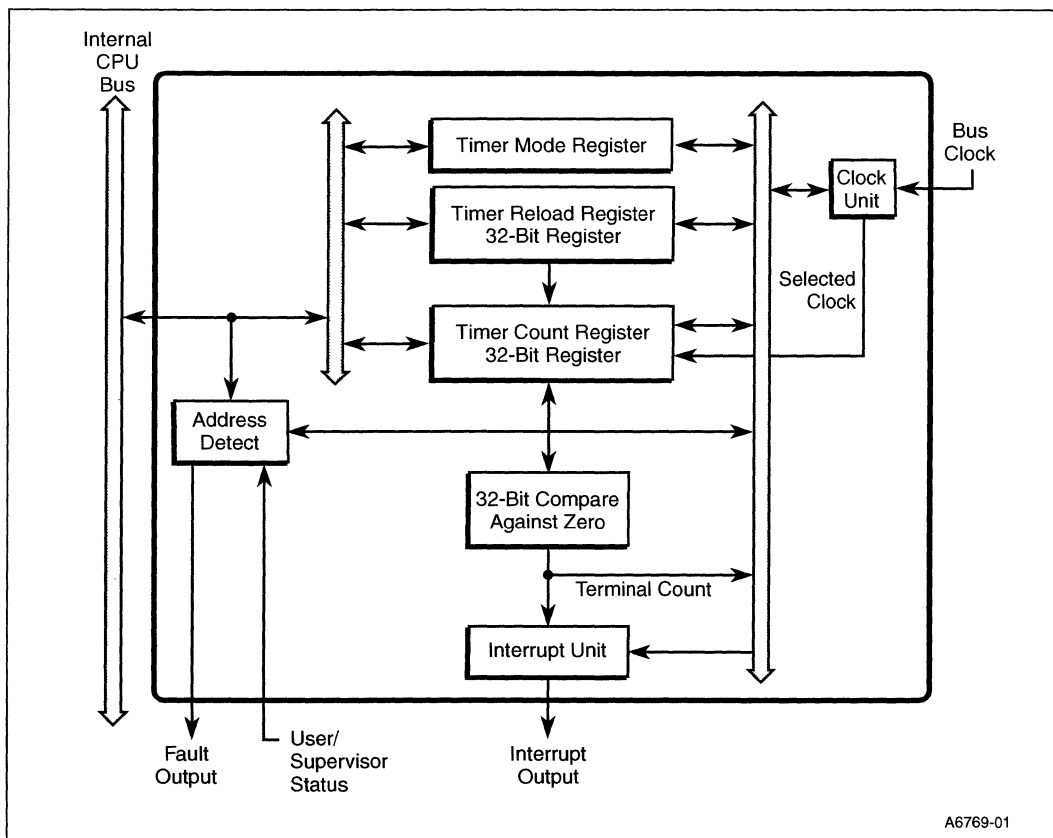 Internal
CPU
Bus
Timer Mode Register
Bus
Clock
Clock
Unit
Timer Reload Register
32-Bit Register
Selected
Clock
Timer Count Register
32-Bit Register
Address
Detect
32-Bit Compare
Against Zero
Terminal Count
Interrupt Unit
Fault
Output
User/
Supervisor
Status
Interrupt
Output
A6769-01